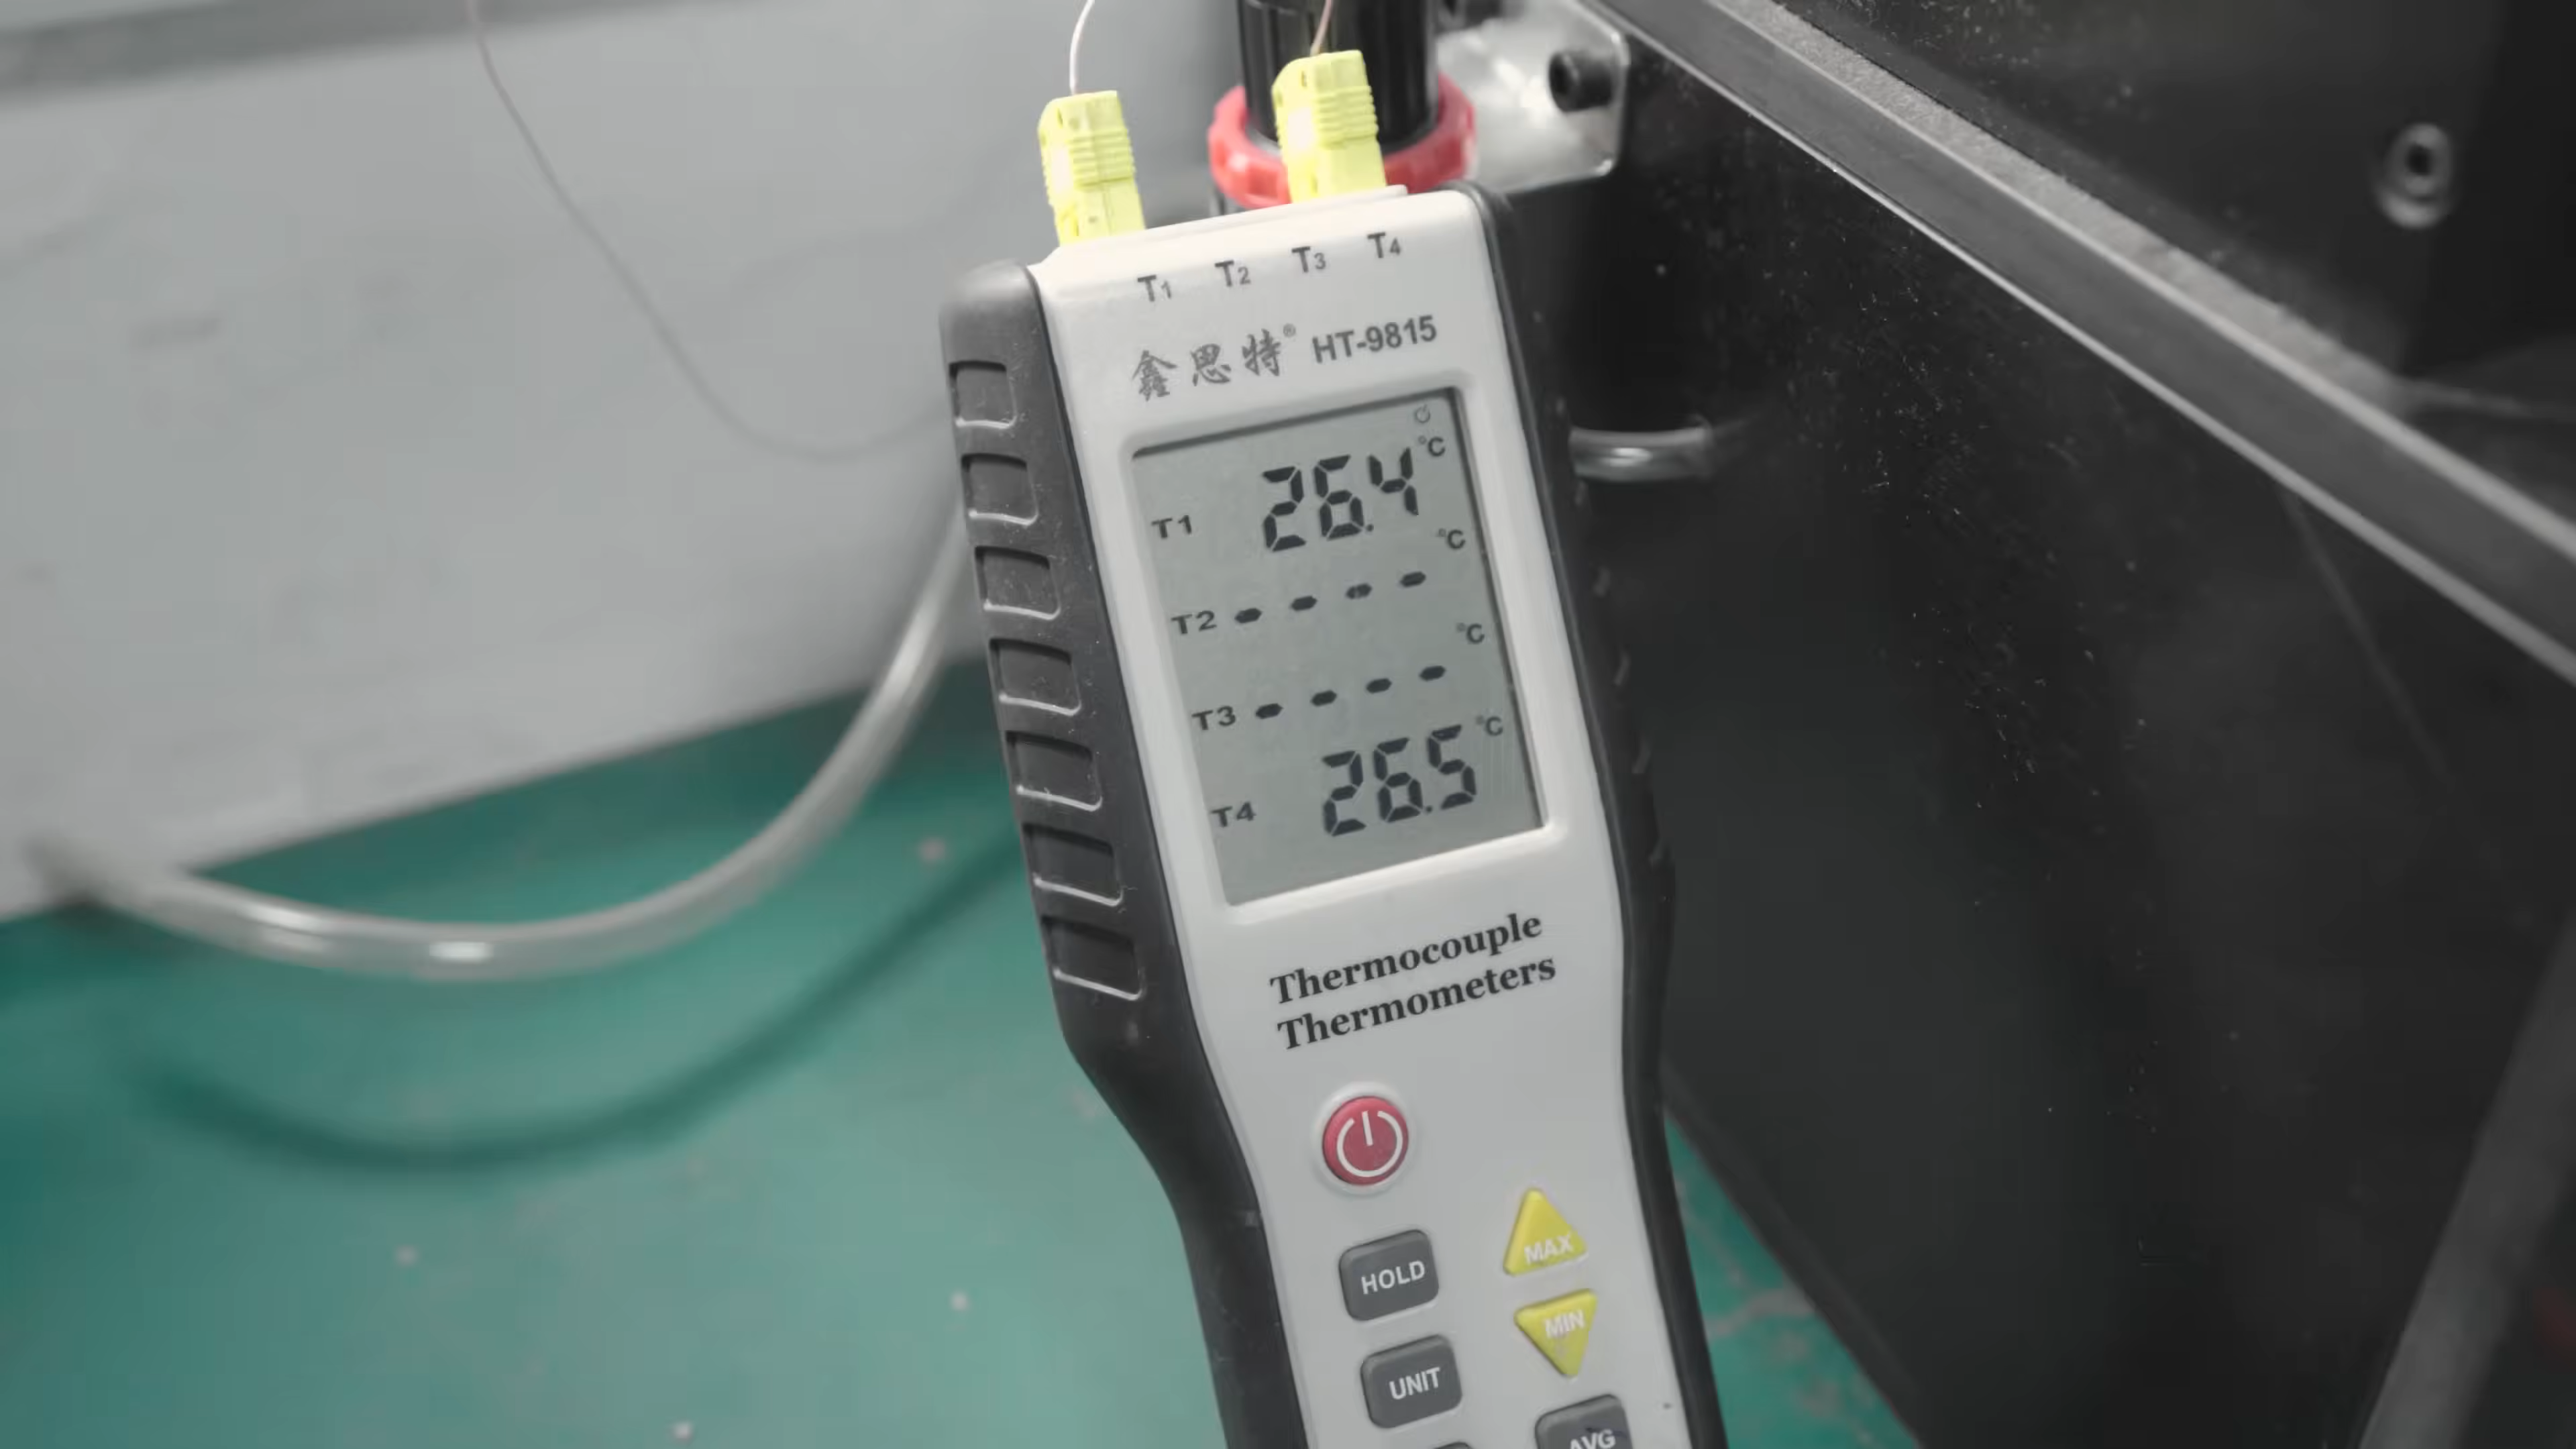 T1 T2 T3 T4
鑫思特® HT-9815
°C
T1 26.4
°C
T2 - - - -
°C
T3 - - - -
°C
T4 26.5
Thermocouple
Thermometers
MAX
HOLD
MIN
UNIT
AVG